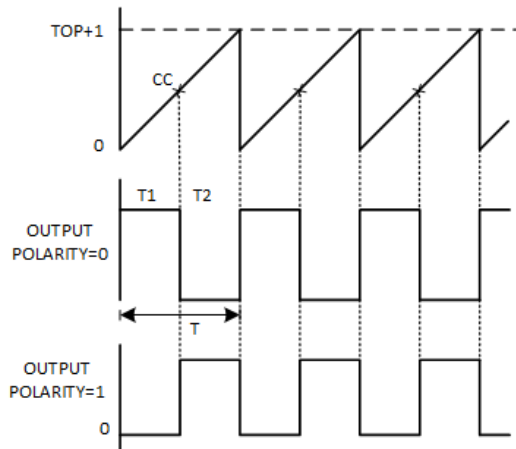 TOP+1
CC
0
T1 T2
OUTPUT
POLARITY=0
T
OUTPUT
POLARITY=1
0